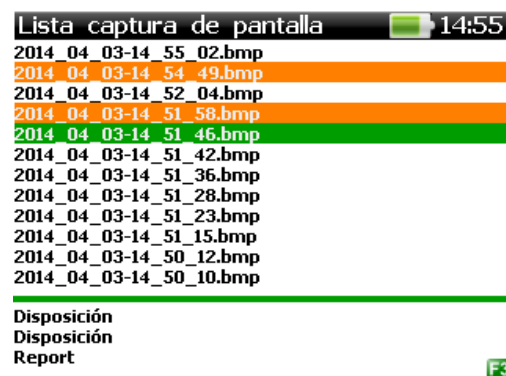 Lista captura de pantalla 14:55
2014_04_03-14_55_02.bmp
2014_04_03-14_54_49.bmp
2014_04_03-14_52_04.bmp
2014_04_03-14_51_58.bmp
2014_04_03-14_51_46.bmp
2014_04_03-14_51_42.bmp
2014_04_03-14_51_36.bmp
2014_04_03-14_51_28.bmp
2014_04_03-14_51_23.bmp
2014_04_03-14_51_15.bmp
2014_04_03-14_50_12.bmp
2014_04_03-14_50_10.bmp
Disposición
Disposición
Report
F3